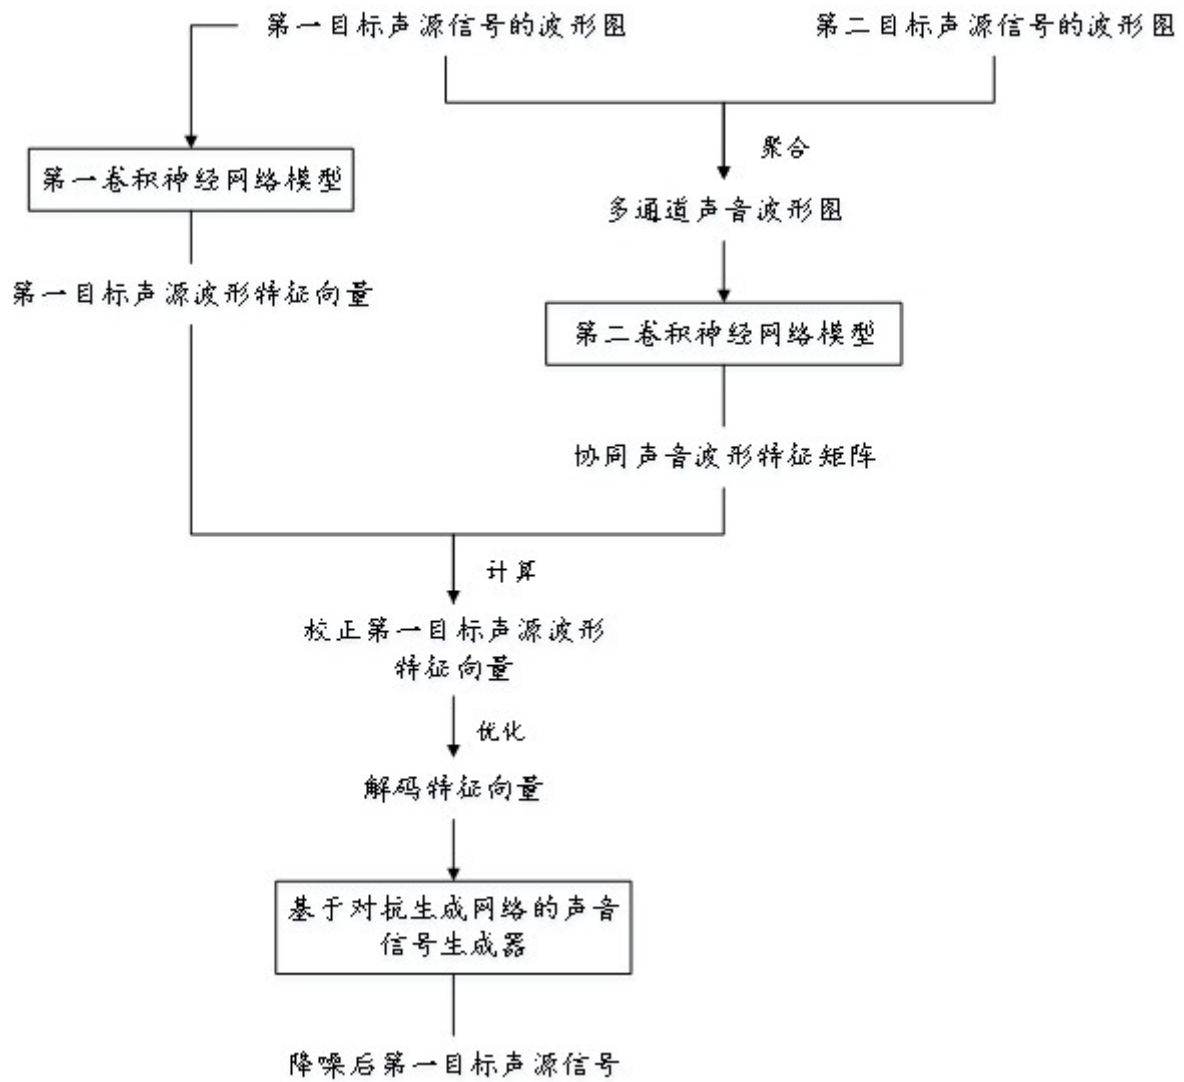 第一目标声源信号的波形图
第二目标声源信号的波形图
聚合
第一卷积神经网络模型
多通道声音波形图
第一目标声源波形特征向量
第二卷积神经网络模型
协同声音波形特征矩阵
计算
校正第一目标声源波形
特征向量
优化
解码特征向量
基于对抗生成网络的声音
信号生成器
降噪后第一目标声源信号